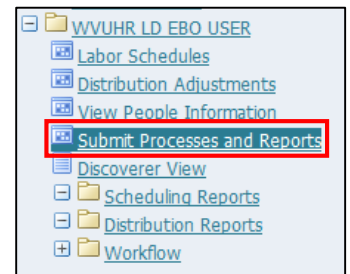 WVUHR LD EBO USER
Labor Schedules
Distribution Adjustments
View People Information
Submit Processes and Reports
Discoverer View
Scheduling Reports
Distribution Reports
Workflow